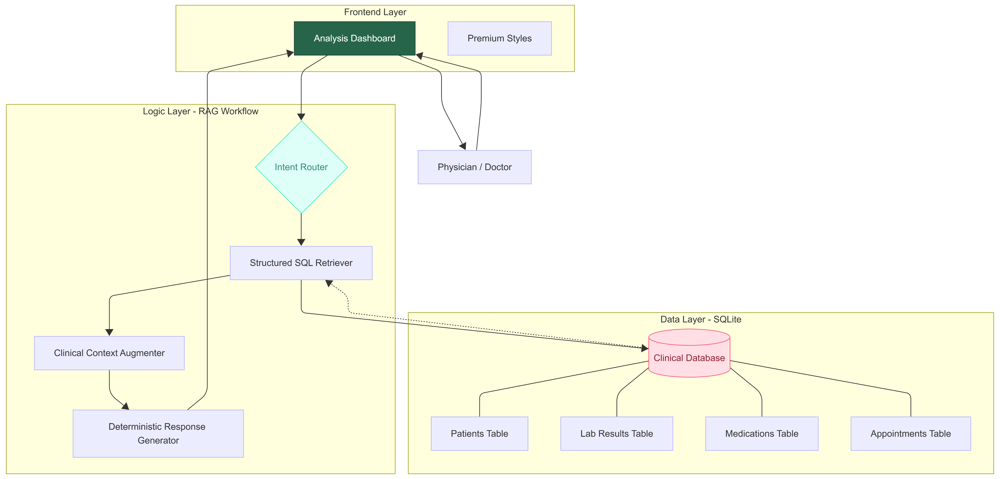 Frontend Layer
Analysis Dashboard
Premium Styles
Logic Layer - RAG Workflow
Intent Router
Physician / Doctor
Structured SQL Retriever
Data Layer - SQLite
Clinical Context Augmenter
Clinical Database
Deterministic Response
Generator
Patients Table
Lab Results Table
Medications Table
Appointments Table